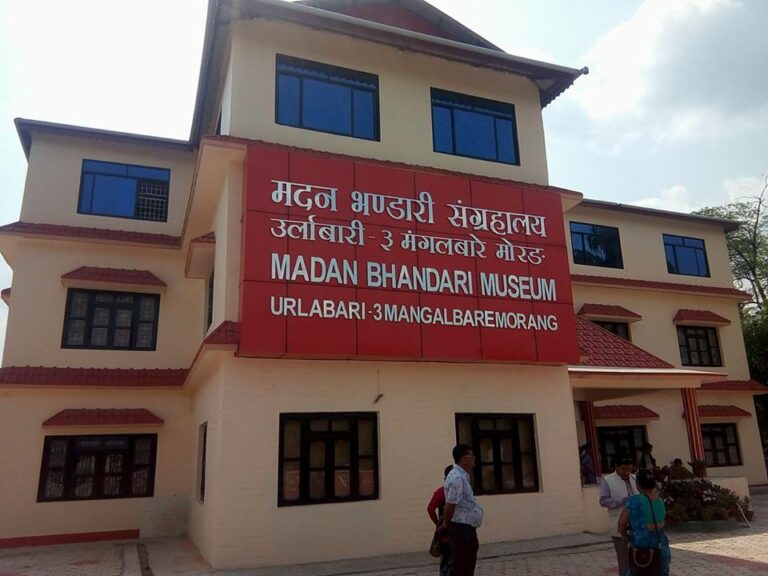 मदन भण्डारी संग्रहालय
उर्लाबारी - ३ मंगलबारे मोरङ
MADAN BHANDARI MUSEUM
URLABARI - 3 MANGALBARE MORANG